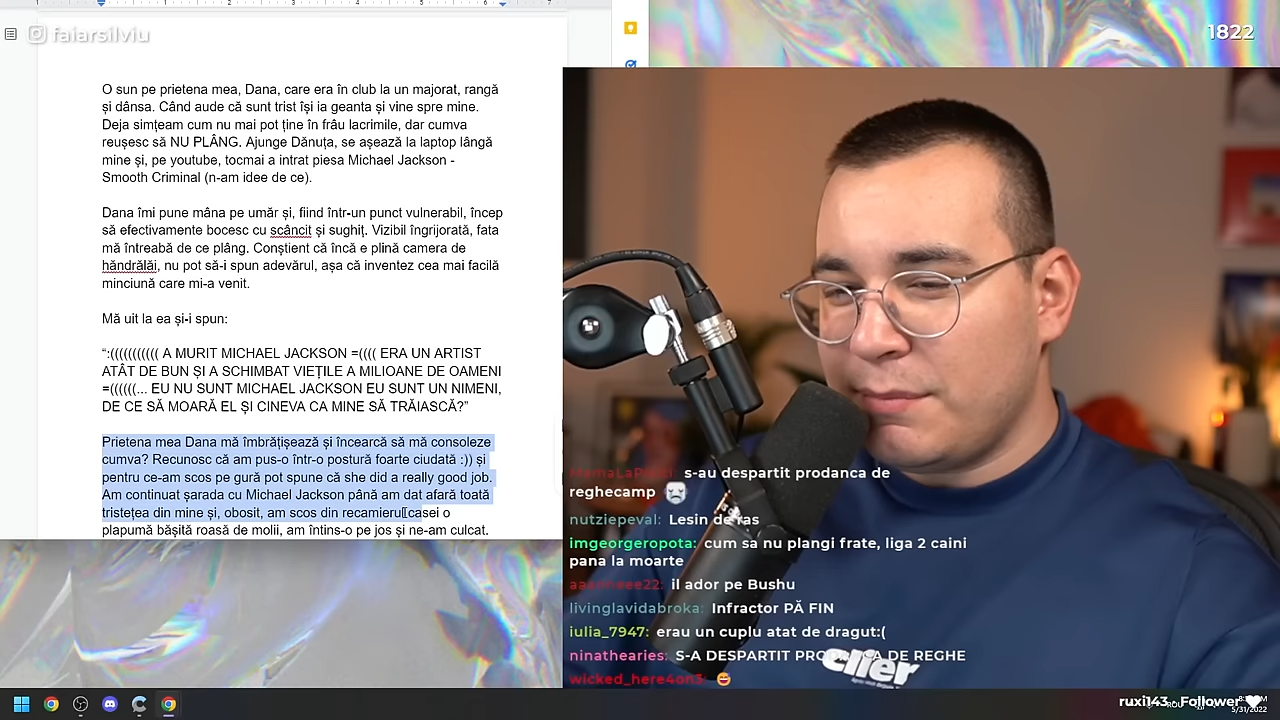 faiarsilviu
1822
O sun pe prietena mea, Dana, care era în club la un majorat, rangă
și dânsa. Când aude că sunt trist își ia geanta și vine spre mine.
Deja simțeam cum nu mai pot ține în frâu lacrimile, dar cumva
reușesc să NU PLÂNG. Ajunge Dănuța, se așează la laptop lângă
mine și, pe youtube, tocmai a intrat piesa Michael Jackson -
Smooth Criminal (n-am idee de ce).
Dana îmi pune mâna pe umăr și, fiind într-un punct vulnerabil, încep
să efectivamente bocesc cu scâncit și sughiț. Vizibil îngrijorată, fata
mă întreabă de ce plâng. Conștient că încă e plină camera de
hăndrălăi, nu pot să-i spun adevărul, așa că inventez cea mai facilă
minciună care mi-a venit.
Mă uit la ea și-i spun:
“:((((((((((( A MURIT MICHAEL JACKSON =(((( ERA UN ARTIST
ATÂT DE BUN ȘI A SCHIMBAT VIEȚILE A MILIOANE DE OAMENI
=((((((... EU NU SUNT MICHAEL JACKSON EU SUNT UN NIMENI,
DE CE SĂ MOARĂ EL ȘI CINEVA CA MINE SĂ TRĂIASCĂ?”
Prietena mea Dana mă îmbrățișează și încearcă să mă consoleze
cumva? Recunosc că am pus-o într-o postură foarte ciudată :)) și
pentru ce-am scos pe gură pot spune că she did a really good job.
Am continuat șarada cu Michael Jackson până am dat afară toată
tristețea din mine și, obosit, am scos din recamierul casei o
plapumă bășită roasă de molii, am întins-o pe jos și ne-am culcat.
s-au despartit prodanca de
reghecamp
nutziepeval: Lesin de ras
imgeorgeropota: cum sa nu plangi frate, liga 2 caini
pana la moarte
il ador pe Bushu
livinglavidabroka: Infractor PĂ FIN
iulia_7947: erau un cuplu atat de dragut:(
ninathearies: S-A DESPARTIT PRODANCA DE REGHE
wicked_here4on3:
ruxi143_ Follower
5/31/2022